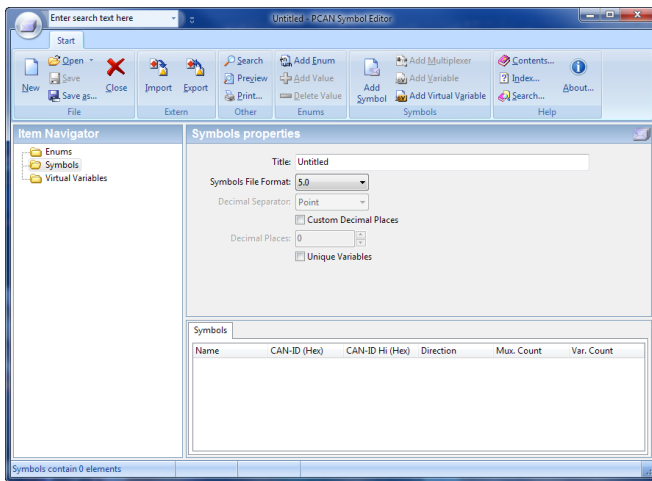 Enter search text here
Untitled - PCAN Symbol Editor
Start
New
Open
Save
Save as...
Close
File
Import
Export
Extern
Search
Preview
Print...
Other
Add Enum
Add Value
Delete Value
Enums
Add Symbol
Add Multiplexer
Add Variable
Add Virtual Variable
Symbols
Contents...
Index...
Search...
About...
Help
Item Navigator
Enums
Symbols
Virtual Variables
Symbols properties
Title: Untitled
Symbols File Format: 5.0
Decimal Separator: Point
Custom Decimal Places
Decimal Places: 0
Unique Variables
Symbols
Name CAN-ID (Hex) CAN-ID Hi (Hex) Direction Mux. Count Var. Count
Symbols contain 0 elements